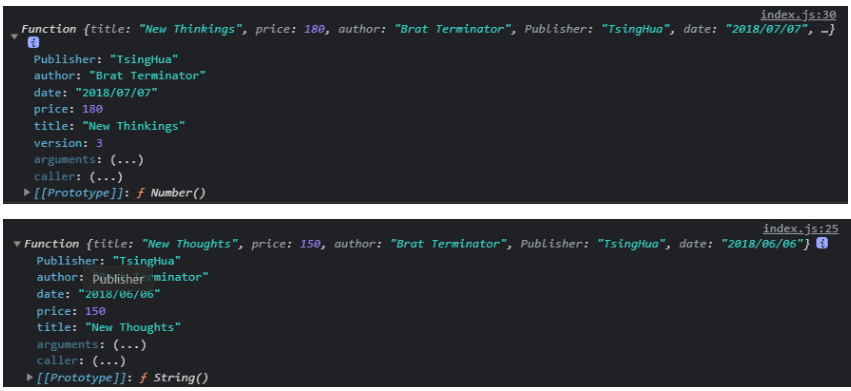 index.js:30
▼ Function {title: "New Thinkings", price: 180, author: "Brat Terminator", Publisher: "TsingHua", date: "2018/07/07", …}
i
Publisher: "TsingHua"
author: "Brat Terminator"
date: "2018/07/07"
price: 180
title: "New Thinkings"
version: 3
arguments: (...)
caller: (...)
▶ [[Prototype]]: ƒ Number()
index.js:25
▼ Function {title: "New Thoughts", price: 150, author: "Brat Terminator", Publisher: "TsingHua", date: "2018/06/06"} i
Publisher: "TsingHua"
author: minator"
Publisher
date: "2018/06/06"
price: 150
title: "New Thoughts"
arguments: (...)
caller: (...)
▶ [[Prototype]]: ƒ String()